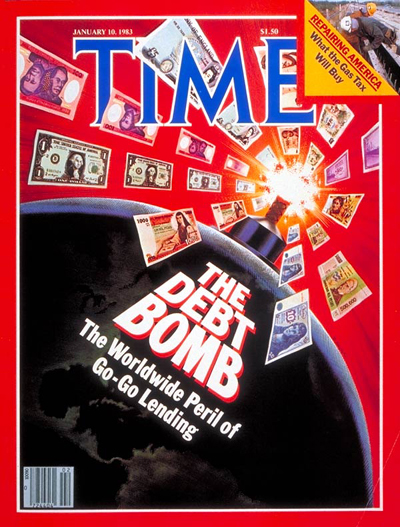 JANUARY 10, 1983
$1.50
TIME
REPAIRING AMERICA
What the Gas Tax
Will Buy
THE
DEBT
BOMB
The Worldwide Peril of
Go-Go Lending